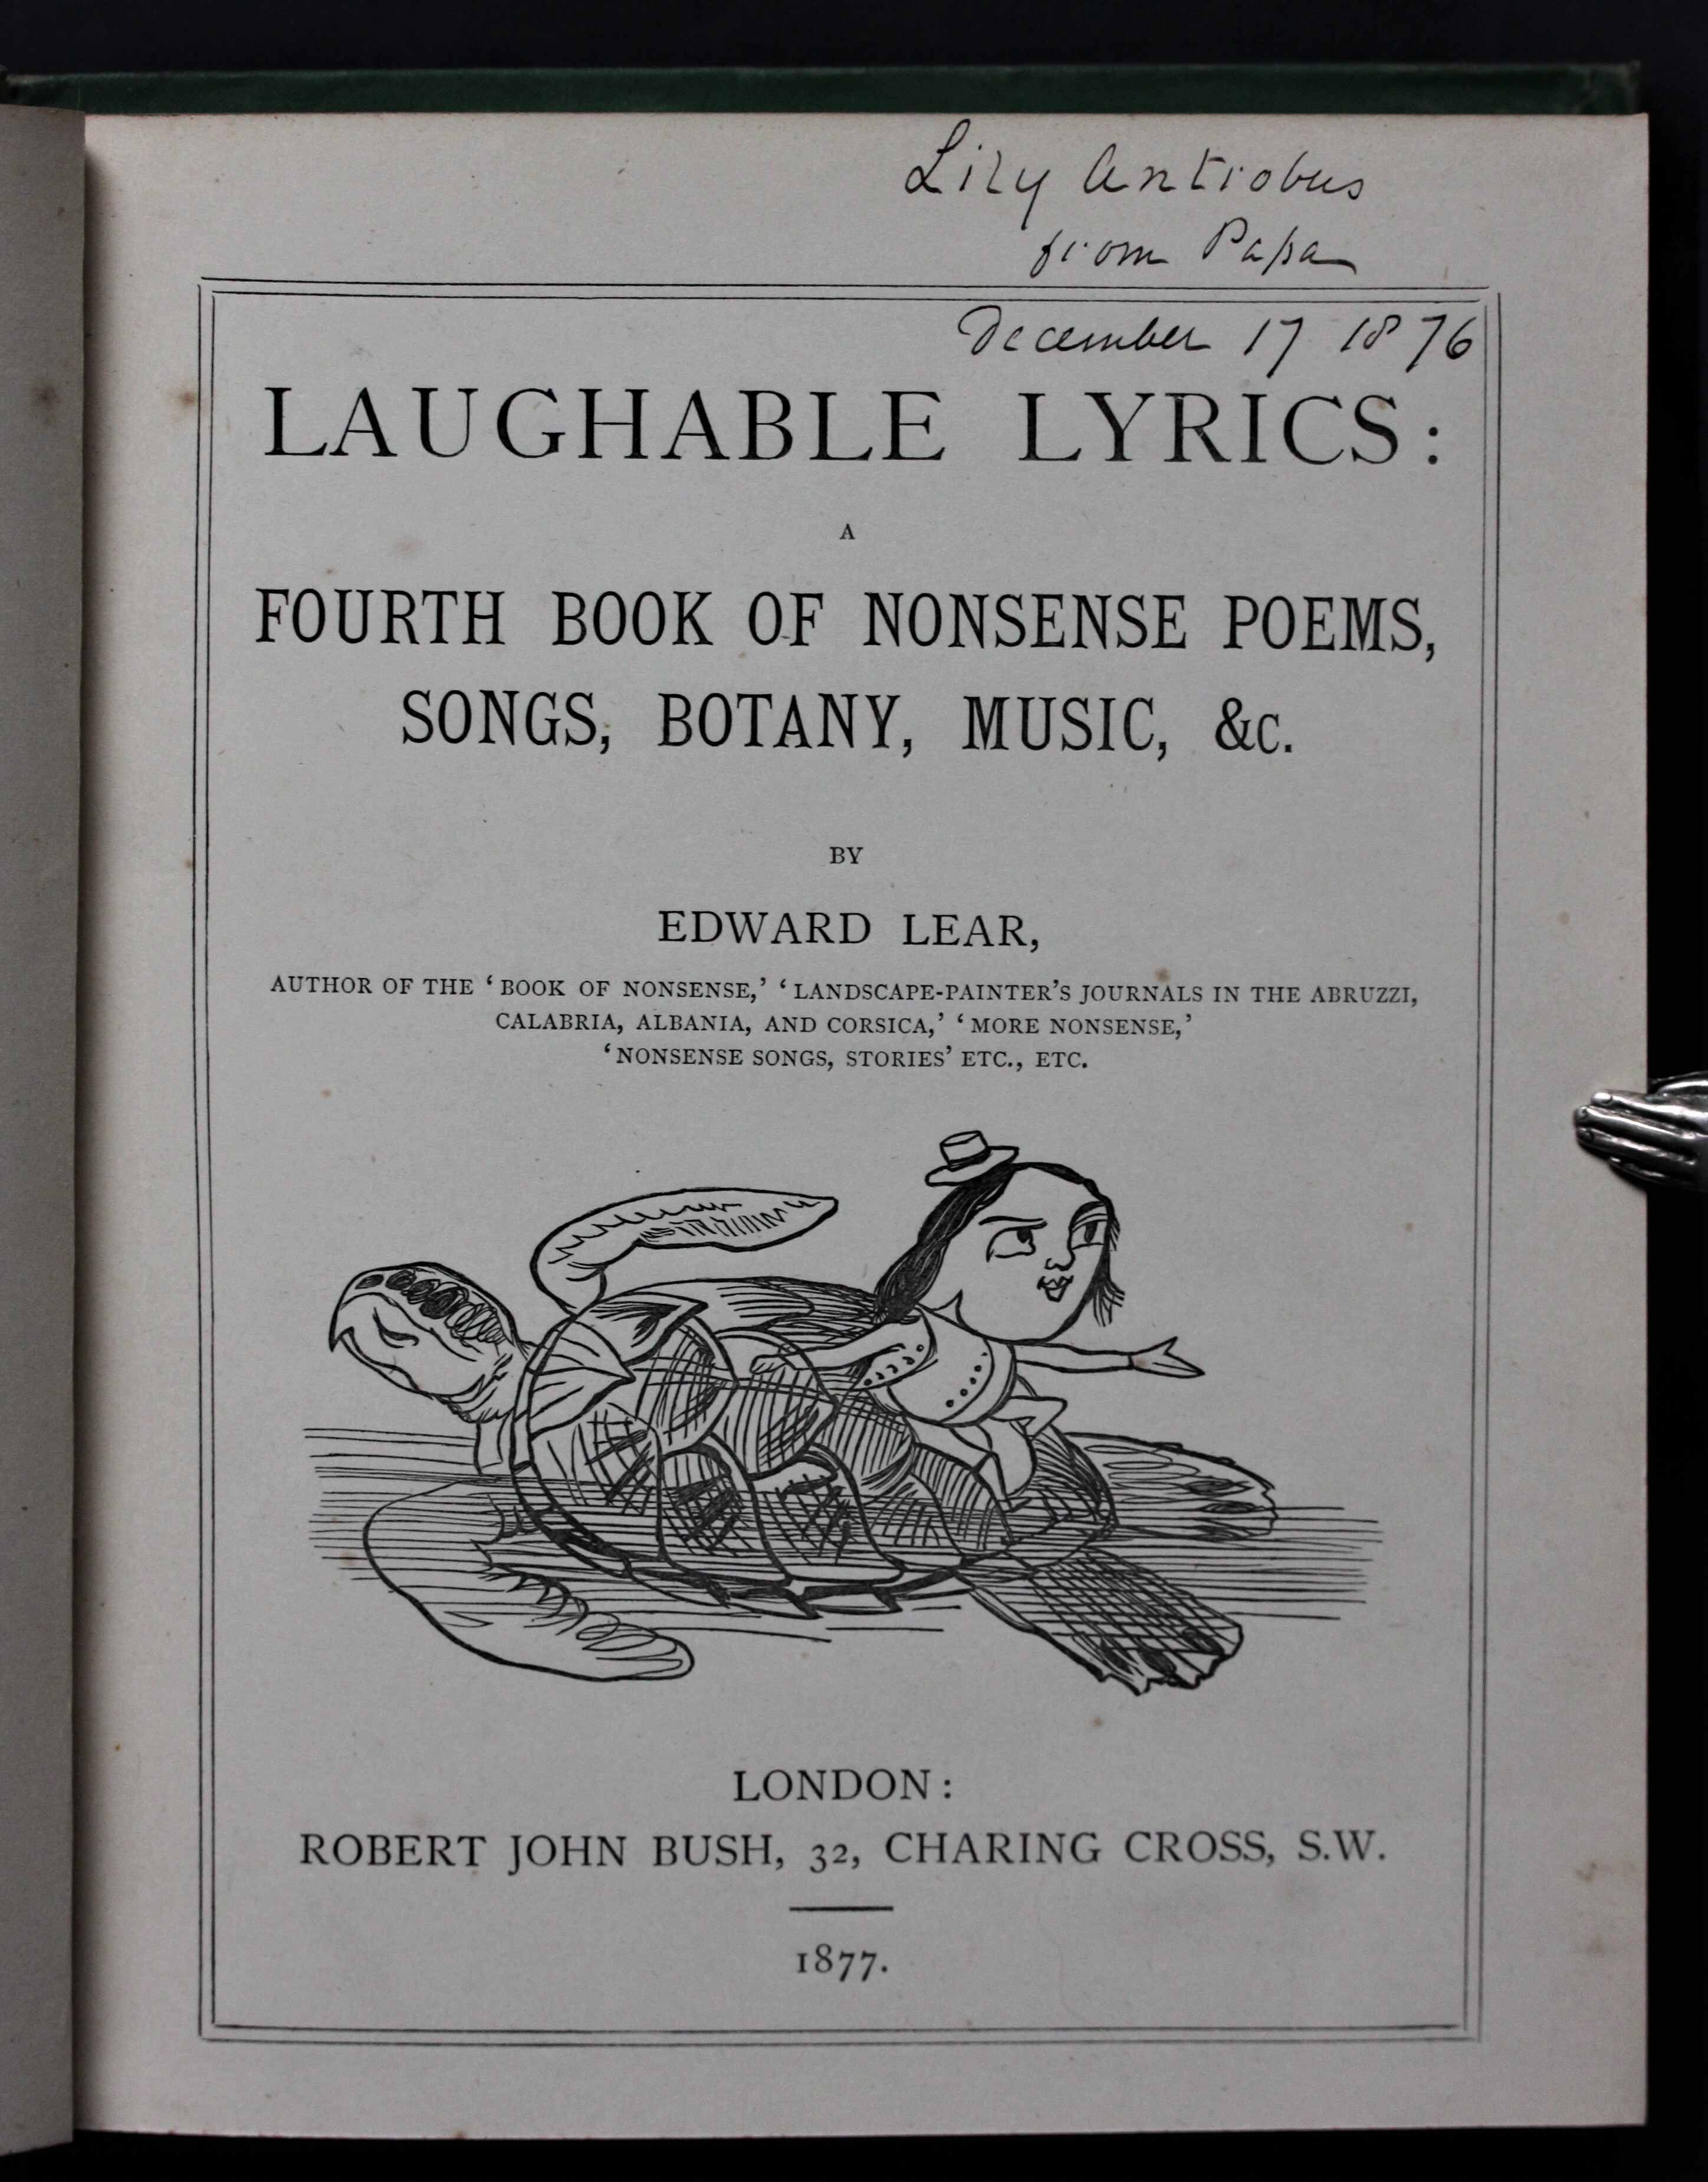 Lily Antrobus
from Papa
December 17 1876
LAUGHABLE LYRICS:
A
FOURTH BOOK OF NONSENSE POEMS,
SONGS, BOTANY, MUSIC, &c.
BY
EDWARD LEAR,
AUTHOR OF THE ‘BOOK OF NONSENSE,’ ‘LANDSCAPE-PAINTER’S JOURNALS IN THE ABRUZZI,
CALABRIA, ALBANIA, AND CORSICA,’ ‘MORE NONSENSE,’
‘NONSENSE SONGS, STORIES’ ETC., ETC.
LONDON:
ROBERT JOHN BUSH, 32, CHARING CROSS, S.W.
1877.